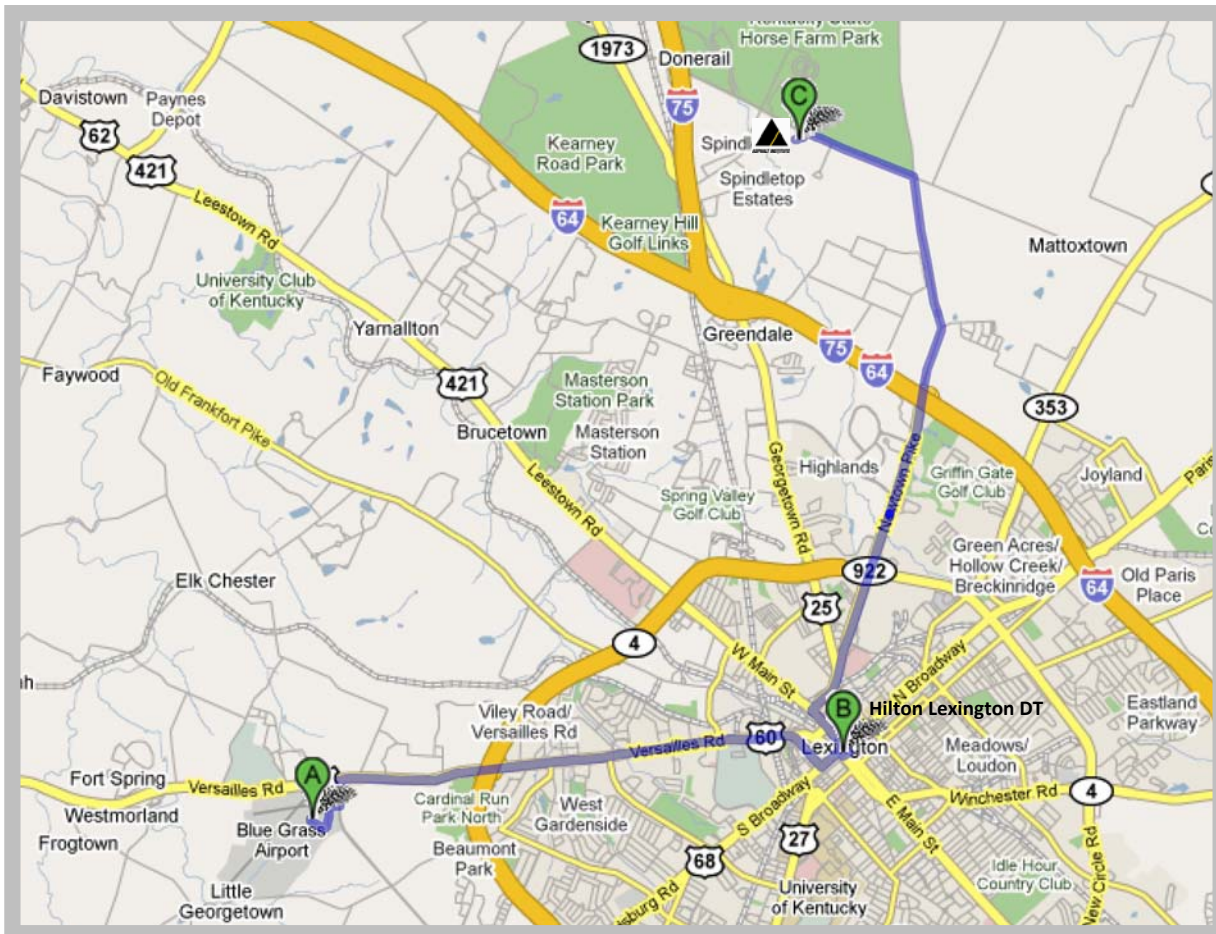 Kentucky State
Horse Farm Park
1973
Donerail
Davistown
Paynes
Depot
75
C
62
Kearney
Road Park
421
Spindletop
Estates
64
Leestown Rd
Kearney Hill
Golf Links
Mattoxtown
University Club
of Kentucky
Yarnallton
Greendale
75
64
Faywood
Old Frankfort Pike
421
Masterson
Station Park
353
Brucetown
Masterson
Station
Newtown Pike
Highlands
Griffin Gate
Golf Club
Joyland
Paris
Leestown Rd
Georgetown Rd
Spring Valley
Golf Club
Green Acres/
Hollow Creek/
Breckinridge
922
Elk Chester
64
Old Paris
Place
25
4
W Main St
N Broadway
B
Hilton Lexington DT
Eastland
Parkway
Viley Road/
Versailles Rd
Versailles Rd
60
Lexington
Meadows/
Loudon
A
Fort Spring
Versailles Rd
Westmorland
Cardinal Run
Park North
West
Gardenside
S Broadway
Winchester Rd
4
Frogtown
Blue Grass
Airport
Beaumont
Park
68
27
E Main St
Idle Hour
Country Club
New Circle Rd
Little
Georgetown
University
of Kentucky